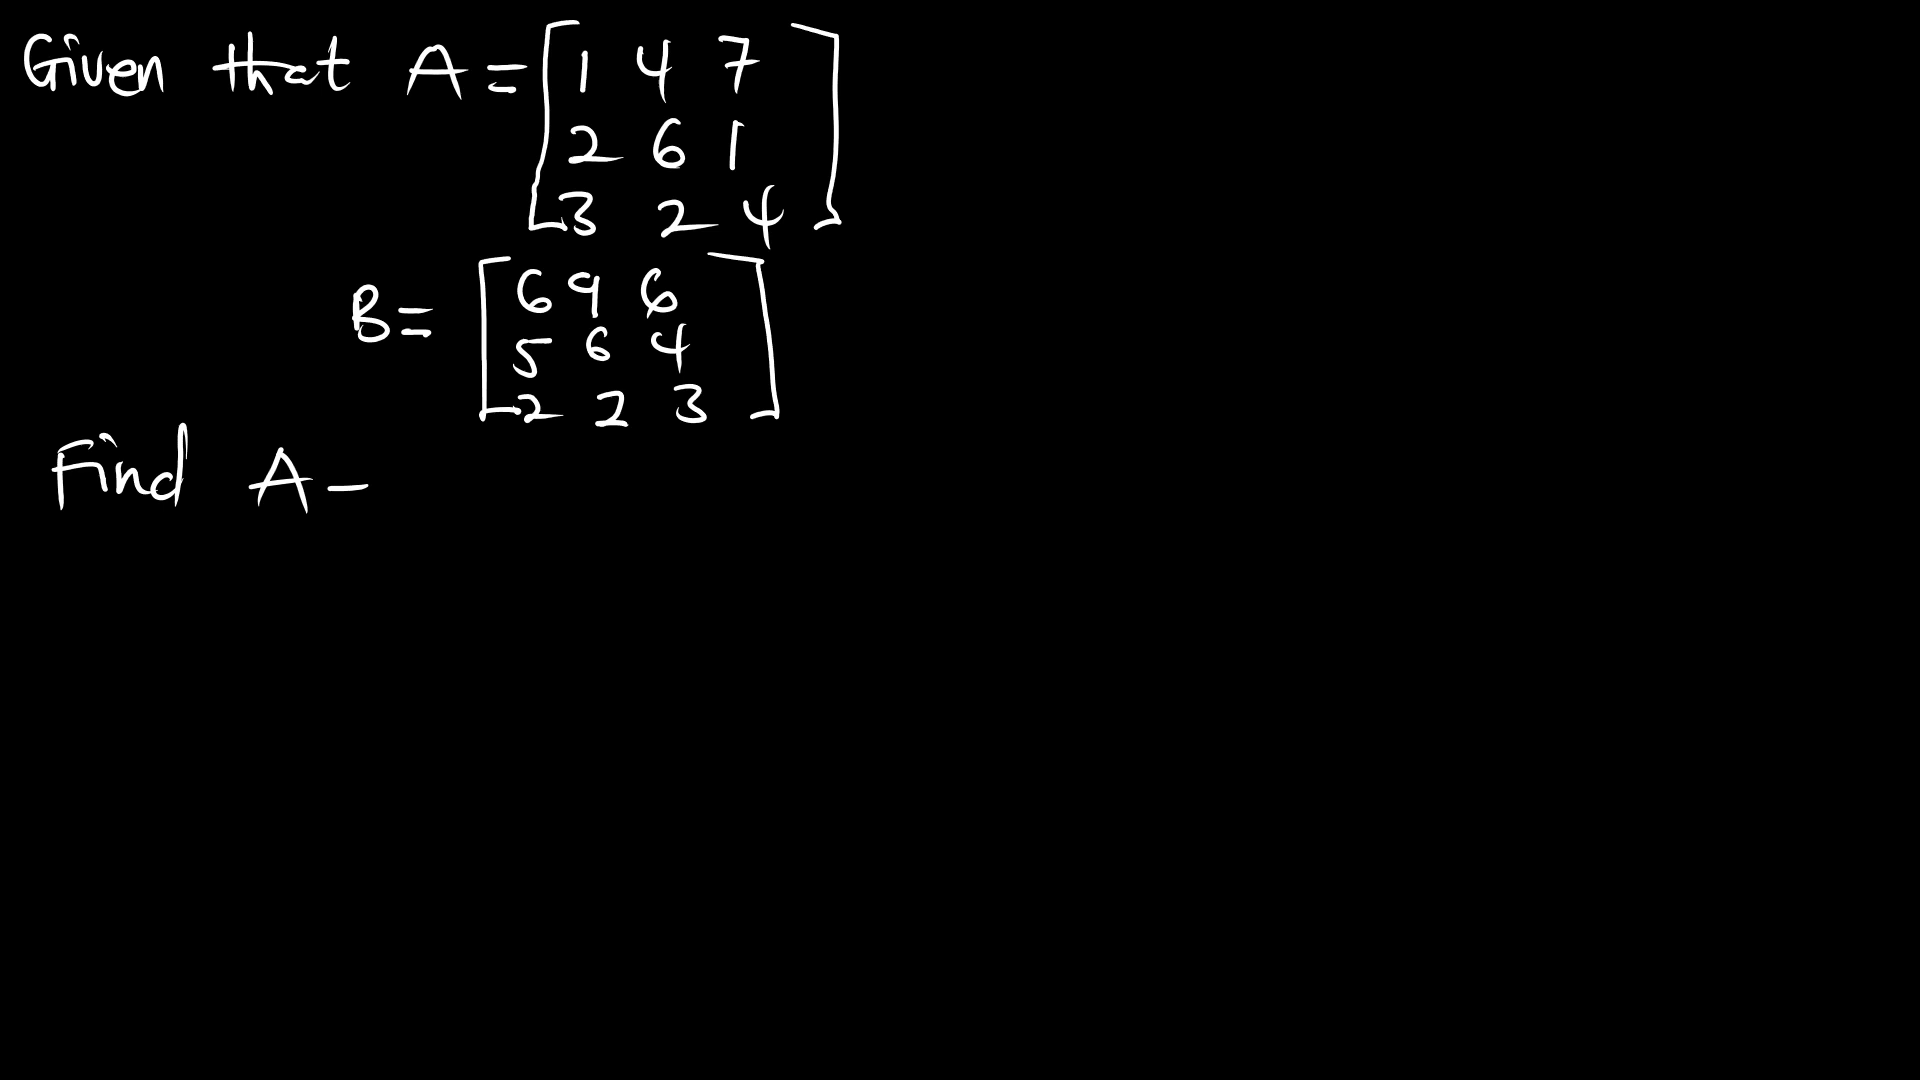 Given that A = [1 4 7
2 6 1
3 2 4]
B = [6 9 6
5 6 4
2 2 3]
Find A -